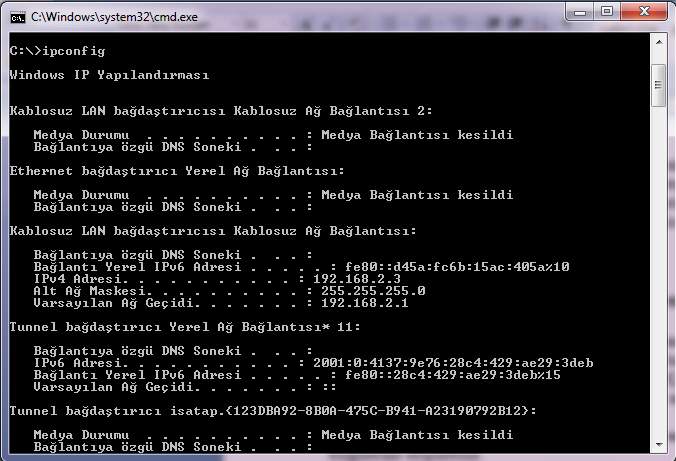 C:\Windows\system32\cmd.exe
C:\>ipconfig
Windows IP Yapılandırması
Kablosuz LAN bağdaştırıcısı Kablosuz Ağ Bağlantısı 2:
Medya Durumu . . . . . . . . . . : Medya Bağlantısı kesildi
Bağlantıya özgü DNS Soneki . . . :
Ethernet bağdaştırıcı Yerel Ağ Bağlantısı:
Medya Durumu . . . . . . . . . . : Medya Bağlantısı kesildi
Bağlantıya özgü DNS Soneki . . . :
Kablosuz LAN bağdaştırıcısı Kablosuz Ağ Bağlantısı:
Bağlantıya özgü DNS Soneki . . . :
Bağlantı Yerel IPv6 Adresi . . . . . : fe80::d45a:fc6b:15ac:405a%10
IPv4 Adresi. . . . . . . . . . . : 192.168.2.3
Alt Ağ Maskesi. . . . . . . . . . : 255.255.255.0
Varsayılan Ağ Geçidi. . . . . . . : 192.168.2.1
Tunnel bağdaştırıcı Yerel Ağ Bağlantısı* 11:
Bağlantıya özgü DNS Soneki . . . :
IPv6 Adresi. . . . . . . . . . . : 2001:0:4137:9e76:28c4:429:ae29:3deb
Bağlantı Yerel IPv6 Adresi . . . . . : fe80::28c4:429:ae29:3deb%15
Varsayılan Ağ Geçidi. . . . . . . : ::
Tunnel bağdaştırıcı isatap.{123DBA92-8B0A-475C-B941-A23190792B12}:
Medya Durumu . . . . . . . . . . : Medya Bağlantısı kesildi
Bağlantıya özgü DNS Soneki . . . :